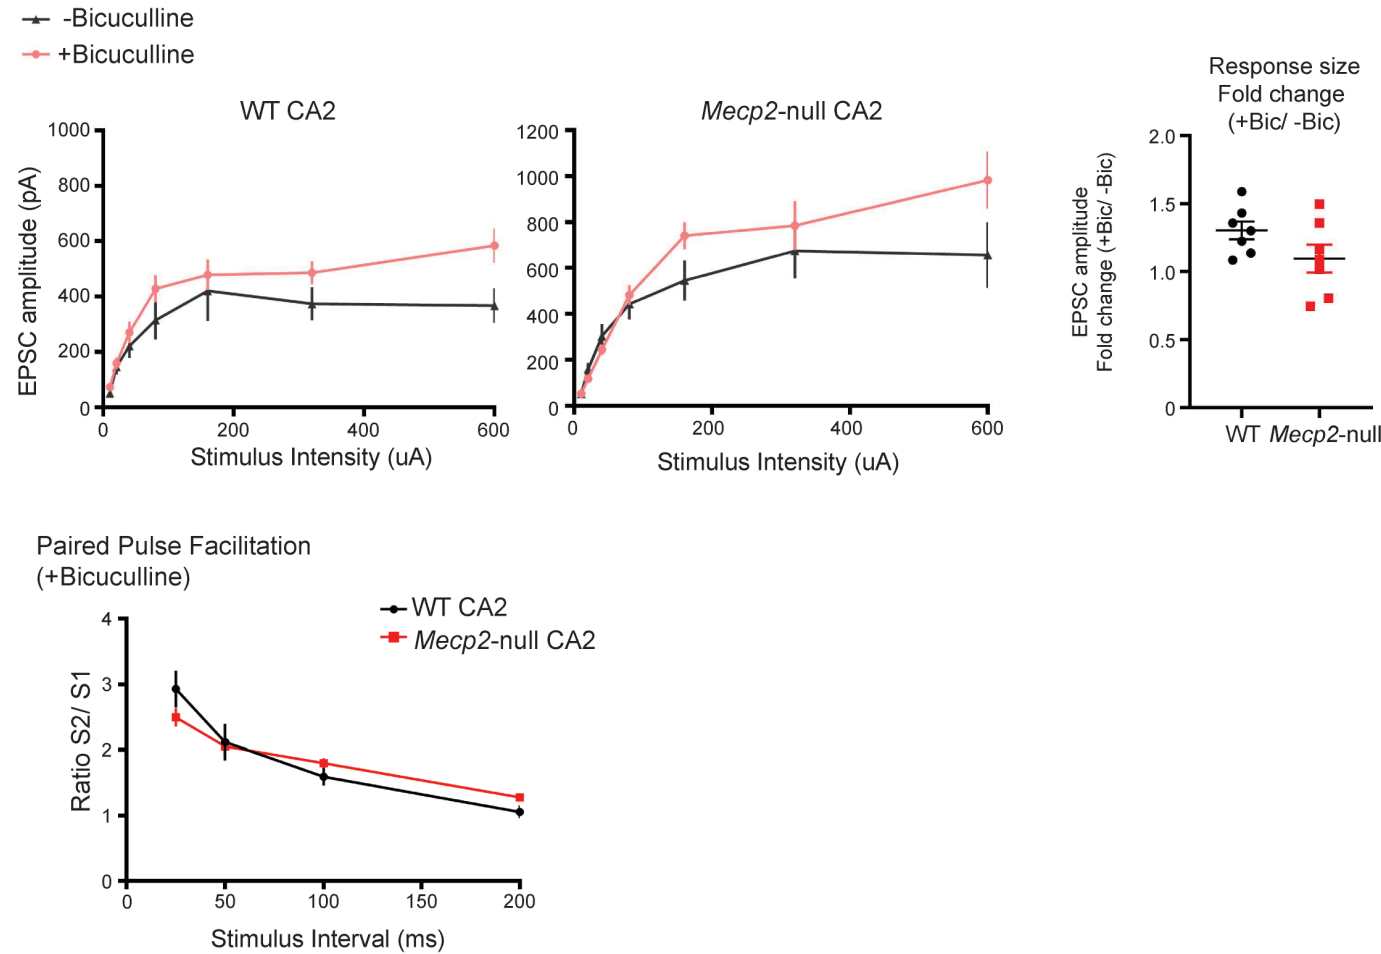 -Bicuculline
+Bicuculline
WT CA2
1000
800
600
400
200
0
EPSC amplitude (pA)
0 200 400 600
Stimulus Intensity (uA)
Mecp2-null CA2
1200
1000
800
600
400
200
0
0 200 400 600
Stimulus Intensity (uA)
Response size
Fold change
(+Bic/ -Bic)
2.0
1.5
1.0
0.5
0
EPSC amplitude
Fold change (+Bic/ -Bic)
WT Mecp2-null
Paired Pulse Facilitation
(+Bicuculline)
WT CA2
Mecp2-null CA2
4
3
2
1
0
Ratio S2/ S1
0 50 100 150 200
Stimulus Interval (ms)